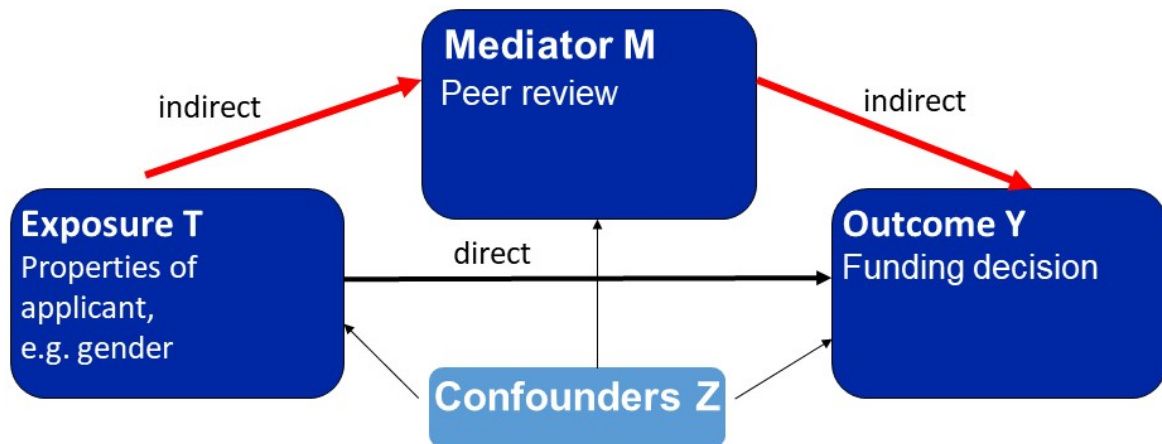 Mediator M
Peer review
indirect
indirect
Exposure T
Properties of
applicant,
e.g. gender
direct
Outcome Y
Funding decision
Confounders Z